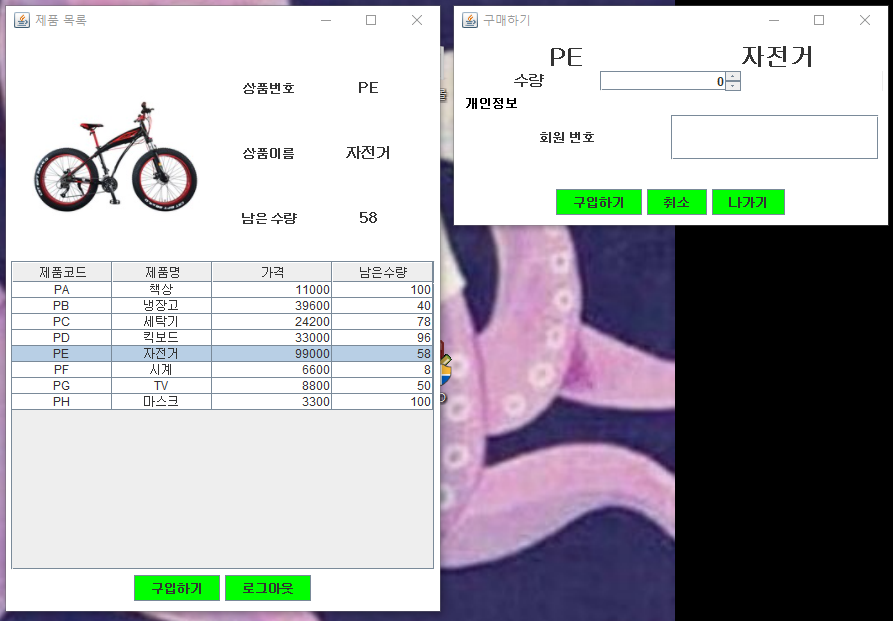 제품 목록
상품번호 PE
상품이름 자전거
남은 수량 58
제품코드 제품명 가격 남은수량
PA 책상 11000 100
PB 냉장고 39600 40
PC 세탁기 24200 78
PD 킥보드 33000 96
PE 자전거 99000 58
PF 시계 6600 8
PG TV 8800 50
PH 마스크 3300 100
구입하기 로그아웃
구매하기
PE 자전거
수량 0
개인정보
회원 번호
구입하기 취소 나가기